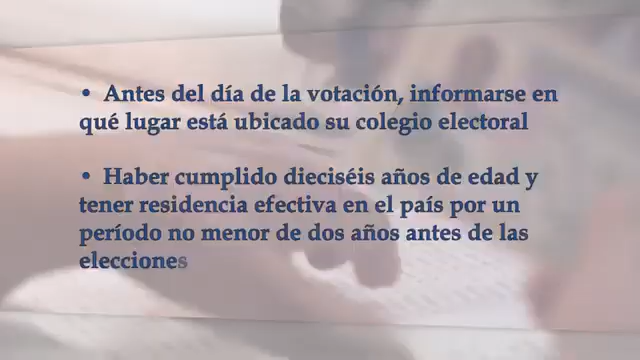 • Antes del día de la votación, informarse en
qué lugar está ubicado su colegio electoral
• Haber cumplido dieciséis años de edad y
tener residencia efectiva en el país por un
período no menor de dos años antes de las
elecciones